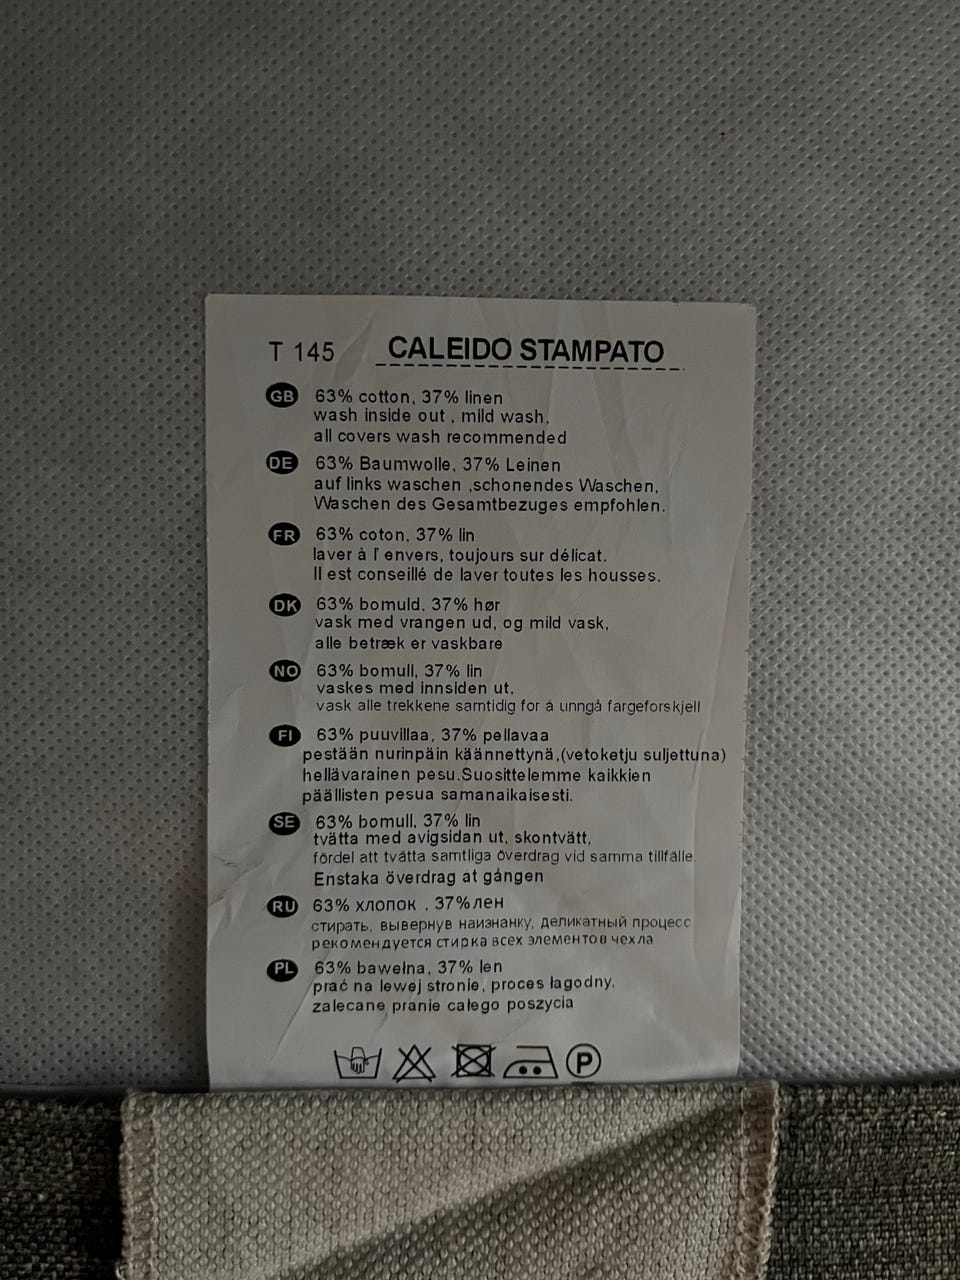 T 145 CALEIDO STAMPATO
GB 63% cotton, 37% linen
wash inside out , mild wash,
all covers wash recommended
DE 63% Baumwolle, 37% Leinen
auf links waschen ,schonendes Waschen,
Waschen des Gesamtbezuges empfohlen.
FR 63% coton, 37% lin
laver à l' envers, toujours sur délicat.
Il est conseillé de laver toutes les housses.
DK 63% bomuld, 37% hør
vask med vrangen ud, og mild vask,
alle betræk er vaskbare
NO 63% bomull, 37% lin
vaskes med innsiden ut,
vask alle trekkene samtidig for å unngå fargeforskjell
FI 63% puuvillaa, 37% pellavaa
pestään nurinpäin käännettynä,(vetoketju suljettuna)
hellävarainen pesu.Suosittelemme kaikkien
päällisten pesua samanaikaisesti.
SE 63% bomull, 37% lin
tvätta med avigsidan ut, skontvätt,
fördel att tvätta samtliga överdrag vid samma tillfälle.
Enstaka överdrag at gången
RU 63% хлопок , 37%лен
стирать, вывернув наизнанку, деликатный процесс
рекомендуется стирка всех элементов чехла
PL 63% bawełna, 37% len
prać na lewej stronie, proces łagodny,
zalecane pranie całego poszycia
P